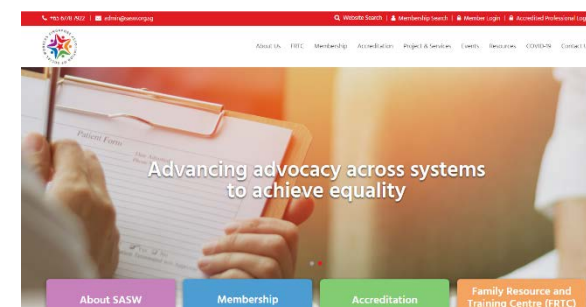 +65 6778 7922 | admin@sasw.org.sg
Website Search | Membership Search | Member Login | Accredited Professional Log
About Us FRTC Membership Accreditation Project & Services Events Resources COVID-19 Contact
Patient Form
Advancing advocacy across systems
to achieve equality
About SASW
Membership
Accreditation
Family Resource and
Training Centre (FRTC)